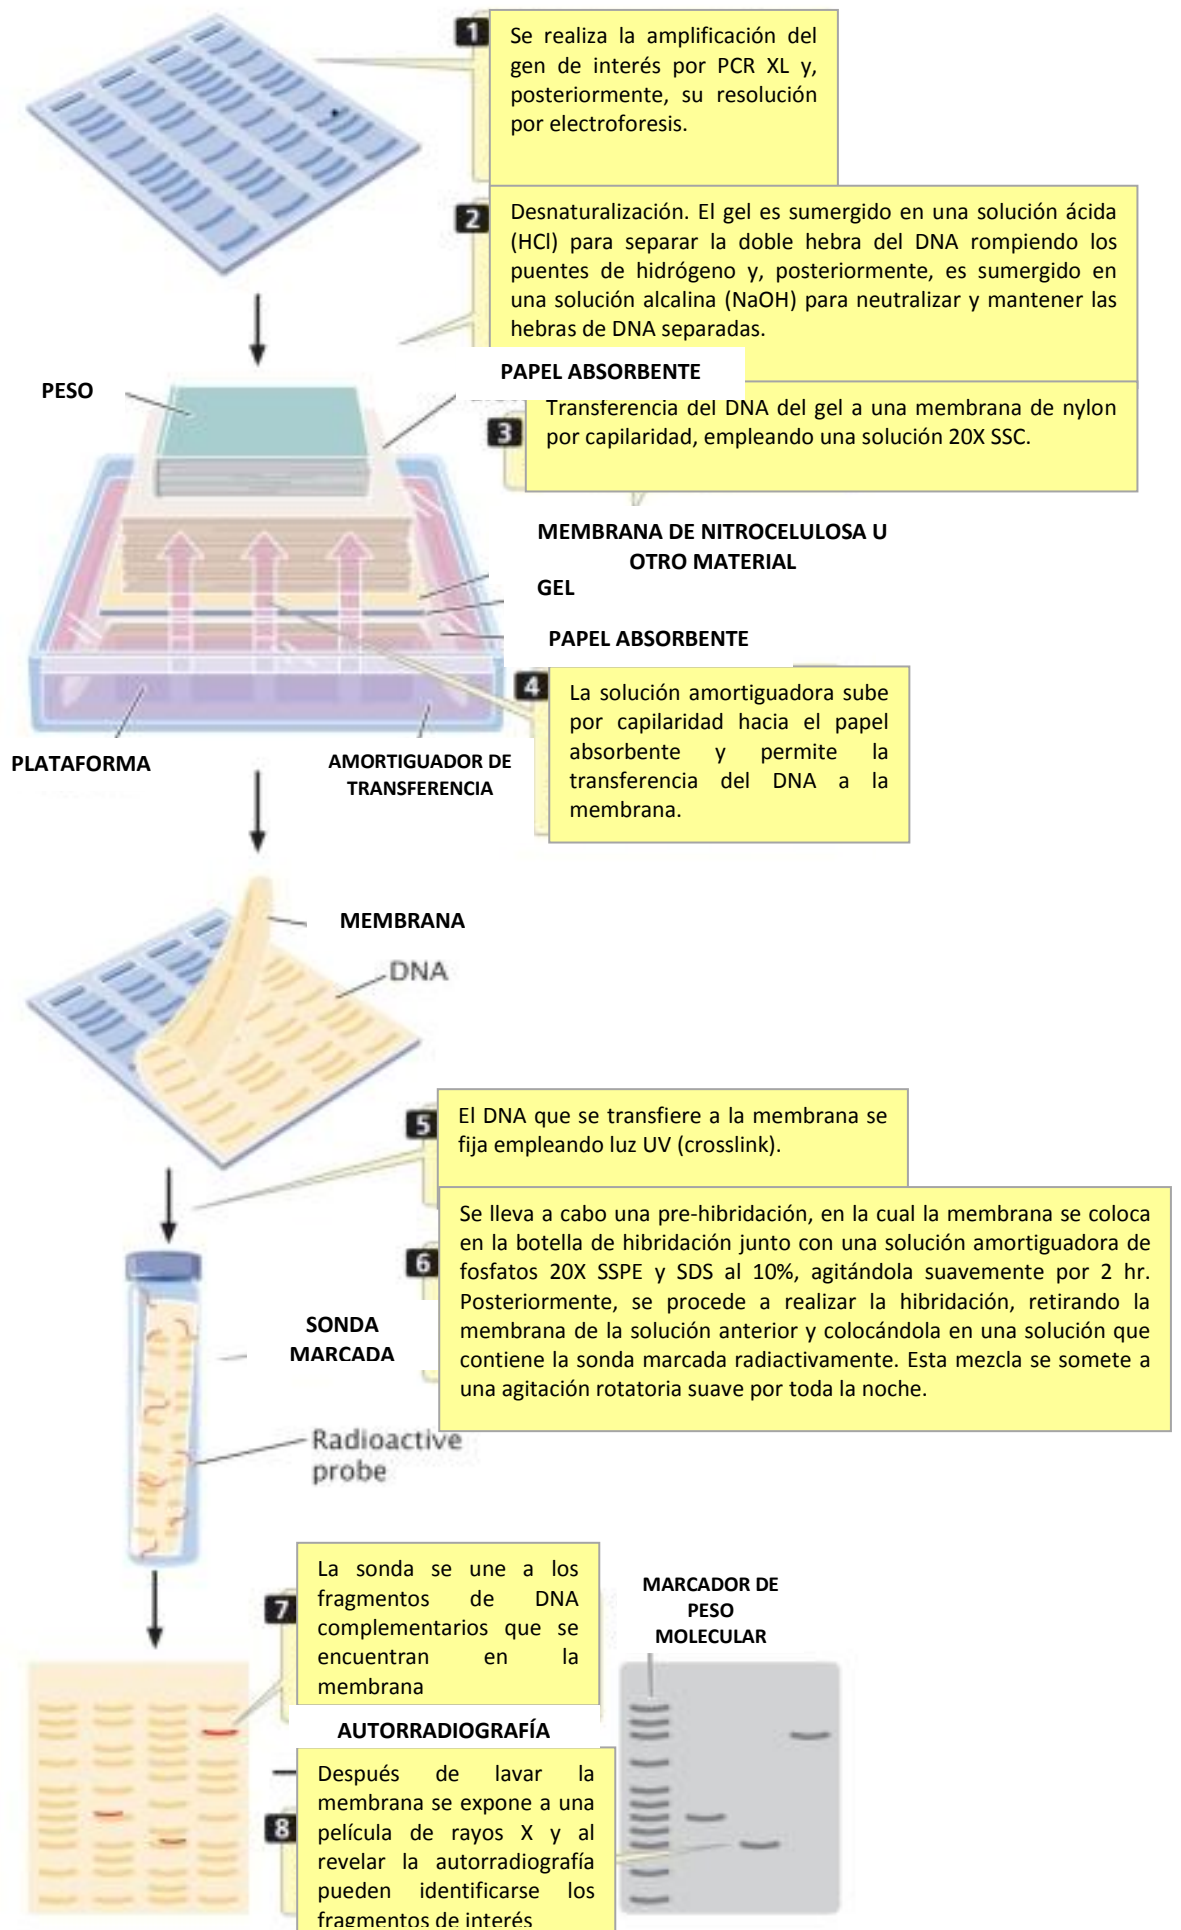 1
Se realiza la amplificación del
gen de interés por PCR XL y,
posteriormente, su resolución
por electroforesis.
2
Desnaturalización. El gel es sumergido en una solución ácida
(HCl) para separar la doble hebra del DNA rompiendo los
puentes de hidrógeno y, posteriormente, es sumergido en
una solución alcalina (NaOH) para neutralizar y mantener las
hebras de DNA separadas.
PAPEL ABSORBENTE
PESO
3
Transferencia del DNA del gel a una membrana de nylon
por capilaridad, empleando una solución 20X SSC.
MEMBRANA DE NITROCELULOSA U
OTRO MATERIAL
GEL
PAPEL ABSORBENTE
4
La solución amortiguadora sube
por capilaridad hacia el papel
absorbente y permite la
transferencia del DNA a la
membrana.
PLATAFORMA
AMORTIGUADOR DE
TRANSFERENCIA
MEMBRANA
DNA
5
El DNA que se transfiere a la membrana se
fija empleando luz UV (crosslink).
6
Se lleva a cabo una pre-hibridación, en la cual la membrana se coloca
en la botella de hibridación junto con una solución amortiguadora de
fosfatos 20X SSPE y SDS al 10%, agitándola suavemente por 2 hr.
Posteriormente, se procede a realizar la hibridación, retirando la
membrana de la solución anterior y colocándola en una solución que
contiene la sonda marcada radiactivamente. Esta mezcla se somete a
una agitación rotatoria suave por toda la noche.
SONDA
MARCADA
Radioactive
probe
7
La sonda se une a los
fragmentos de DNA
complementarios que se
encuentran en la
membrana
MARCADOR DE
PESO
MOLECULAR
AUTORRADIOGRAFÍA
8
Después de lavar la
membrana se expone a una
película de rayos X y al
revelar la autorradiografía
pueden identificarse los
fragmentos de interés